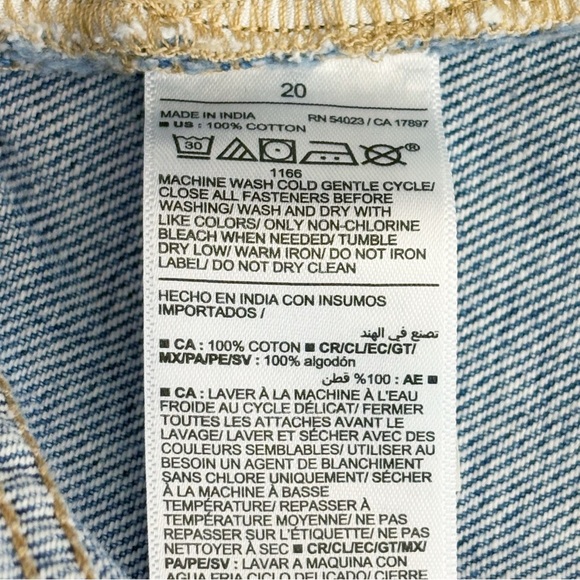 20
MADE IN INDIA RN 54023 / CA 17897
■ US : 100% COTTON
30 ®
1166
MACHINE WASH COLD GENTLE CYCLE/
CLOSE ALL FASTENERS BEFORE
WASHING/ WASH AND DRY WITH
LIKE COLORS/ ONLY NON-CHLORINE
BLEACH WHEN NEEDED/ TUMBLE
DRY LOW/ WARM IRON/ DO NOT IRON
LABEL/ DO NOT DRY CLEAN
HECHO EN INDIA CON INSUMOS
IMPORTADOS /
تصنع في الهند
■ CA : 100% COTON ■ CR/CL/EC/GT/
MX/PA/PE/SV : 100% algodón
■ AE : 100% قطن
■ CA : LAVER À LA MACHINE À L'EAU
FROIDE AU CYCLE DÉLICAT/ FERMER
TOUTES LES ATTACHES AVANT LE
LAVAGE/ LAVER ET SÉCHER AVEC DES
COULEURS SEMBLABLES/ UTILISER AU
BESOIN UN AGENT DE BLANCHIMENT
SANS CHLORE UNIQUEMENT/ SÉCHER
À LA MACHINE À BASSE
TEMPÉRATURE/ REPASSER À
TEMPÉRATURE MOYENNE/ NE PAS
REPASSER SUR L'ÉTIQUETTE/ NE PAS
NETTOYER À SEC ■ CR/CL/EC/GT/MX/
PA/PE/SV : LAVAR A MAQUINA CON
AGUA FRIA CICLO DELICADO/ CIERRE